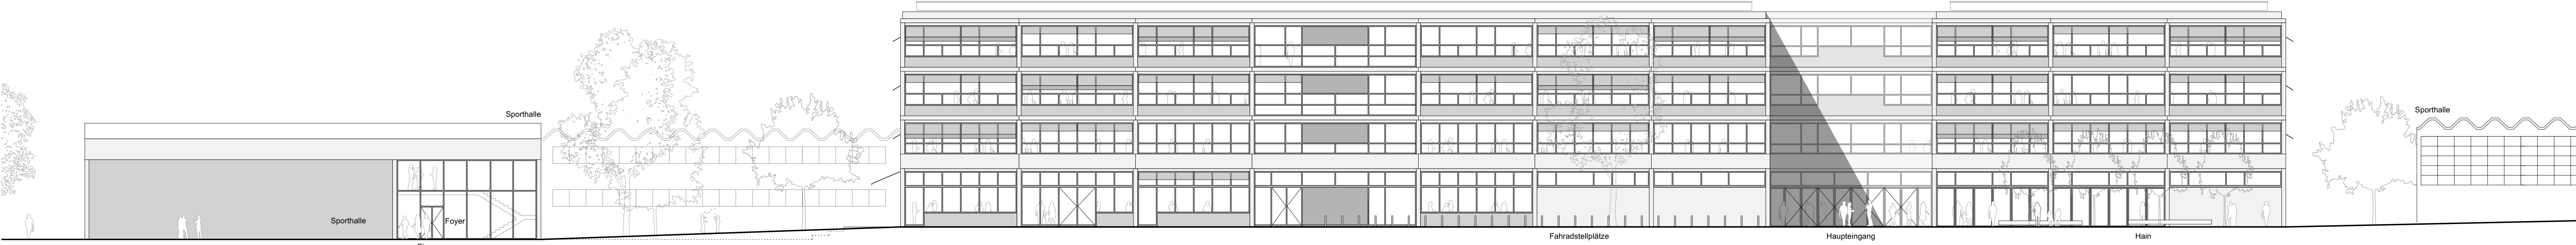 Sporthalle
Sporthalle
Sporthalle
Foyer
Fahradstellplätze
Haupteingang
Hain